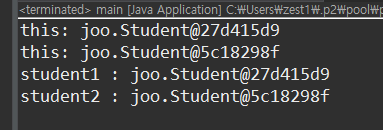 <terminated> main [Java Application] C:₩Users₩zest1₩.p2₩pool₩
this: joo.Student@27d415d9
this: joo.Student@5c18298f
student1 : joo.Student@27d415d9
student2 : joo.Student@5c18298f